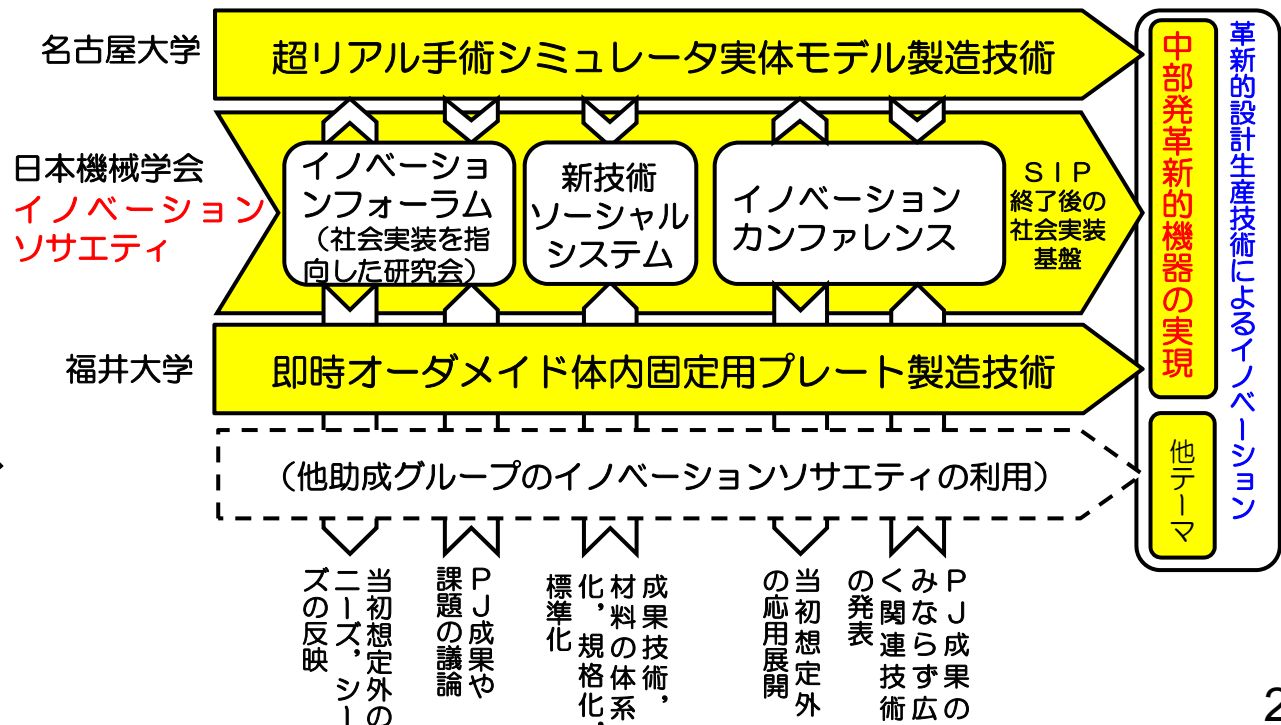 名古屋大学
超リアル手術シミュレータ実体モデル製造技術
日本機械学会
イノベーション
ソサエティ
イノベーショ
ンフォーラム
（社会実装を指
向した研究会）
新技術
ソーシャル
システム
イノベーション
カンファレンス
ＳＩＰ
終了後の
社会実装
基盤
福井大学
即時オーダメイド体内固定用プレート製造技術
（他助成グループのイノベーションソサエティの利用）
革新的設計生産技術によるイノベーション
中部発革新的機器の実現
他テーマ
当初想定外の
ニーズ，シー
ズの反映
ＰＪ成果や
課題の議論
成果技術，
材料の体系
化，規格化，
標準化
当初想定外
の応用展開
ＰＪ成果の
みならず広
く関連技術
の発表
2